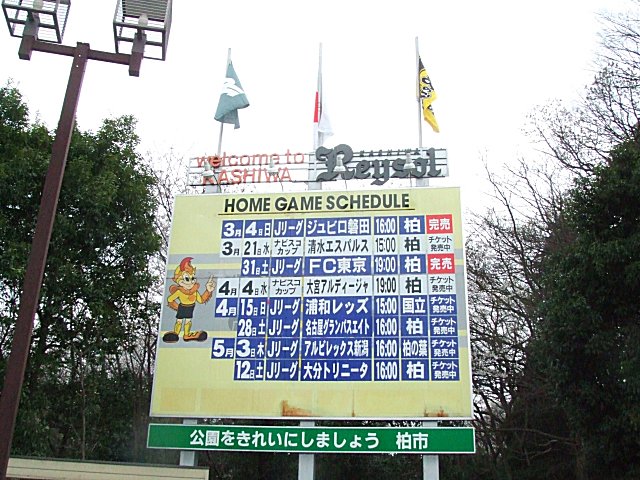 welcome to
KASHIWA
KASHIWA
Reysol
HOME GAME SCHEDULE
3月 4日 日 Jリーグ ジュビロ磐田 16:00 柏 完売
3月 21日 水 ナビスコカップ 清水エスパルス 15:00 柏 チケット発売中
31日 土 Jリーグ FC東京 19:00 柏 完売
4月 4日 水 ナビスコカップ 大宮アルディージャ 19:00 柏 チケット発売中
4月 15日 日 Jリーグ 浦和レッズ 15:00 国立 チケット発売中
28日 土 Jリーグ 名古屋グランパスエイト 16:00 柏 チケット発売中
5月 3日 木 Jリーグ アルビレックス新潟 16:00 柏の葉 チケット発売中
12日 土 Jリーグ 大分トリニータ 16:00 柏 チケット発売中
公園をきれいにしましょう 柏市